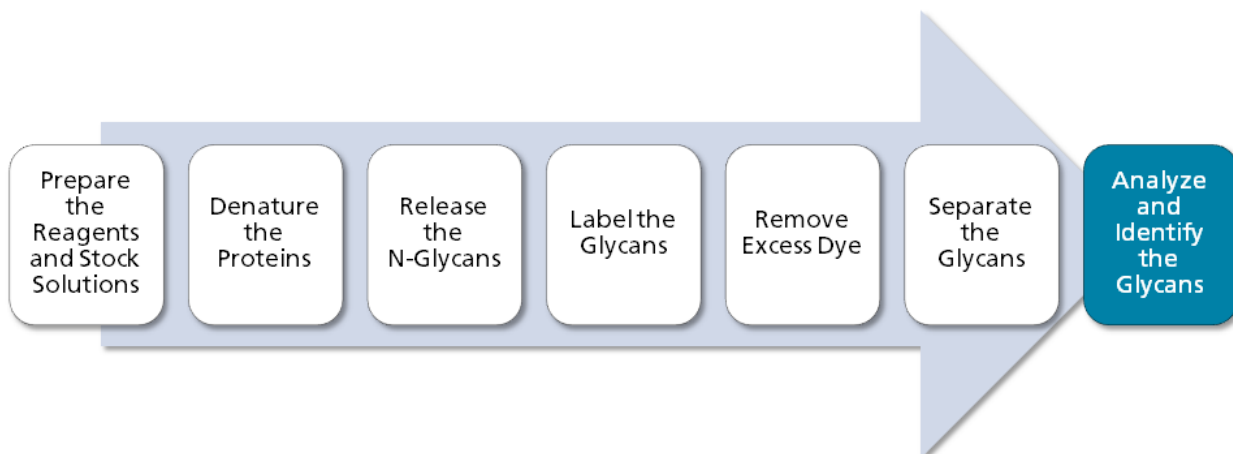 Prepare
the
Reagents
and Stock
Solutions
Denature
the
Proteins
Release
the
N-Glycans
Label the
Glycans
Remove
Excess Dye
Separate
the
Glycans
Analyze
and
Identify
the
Glycans